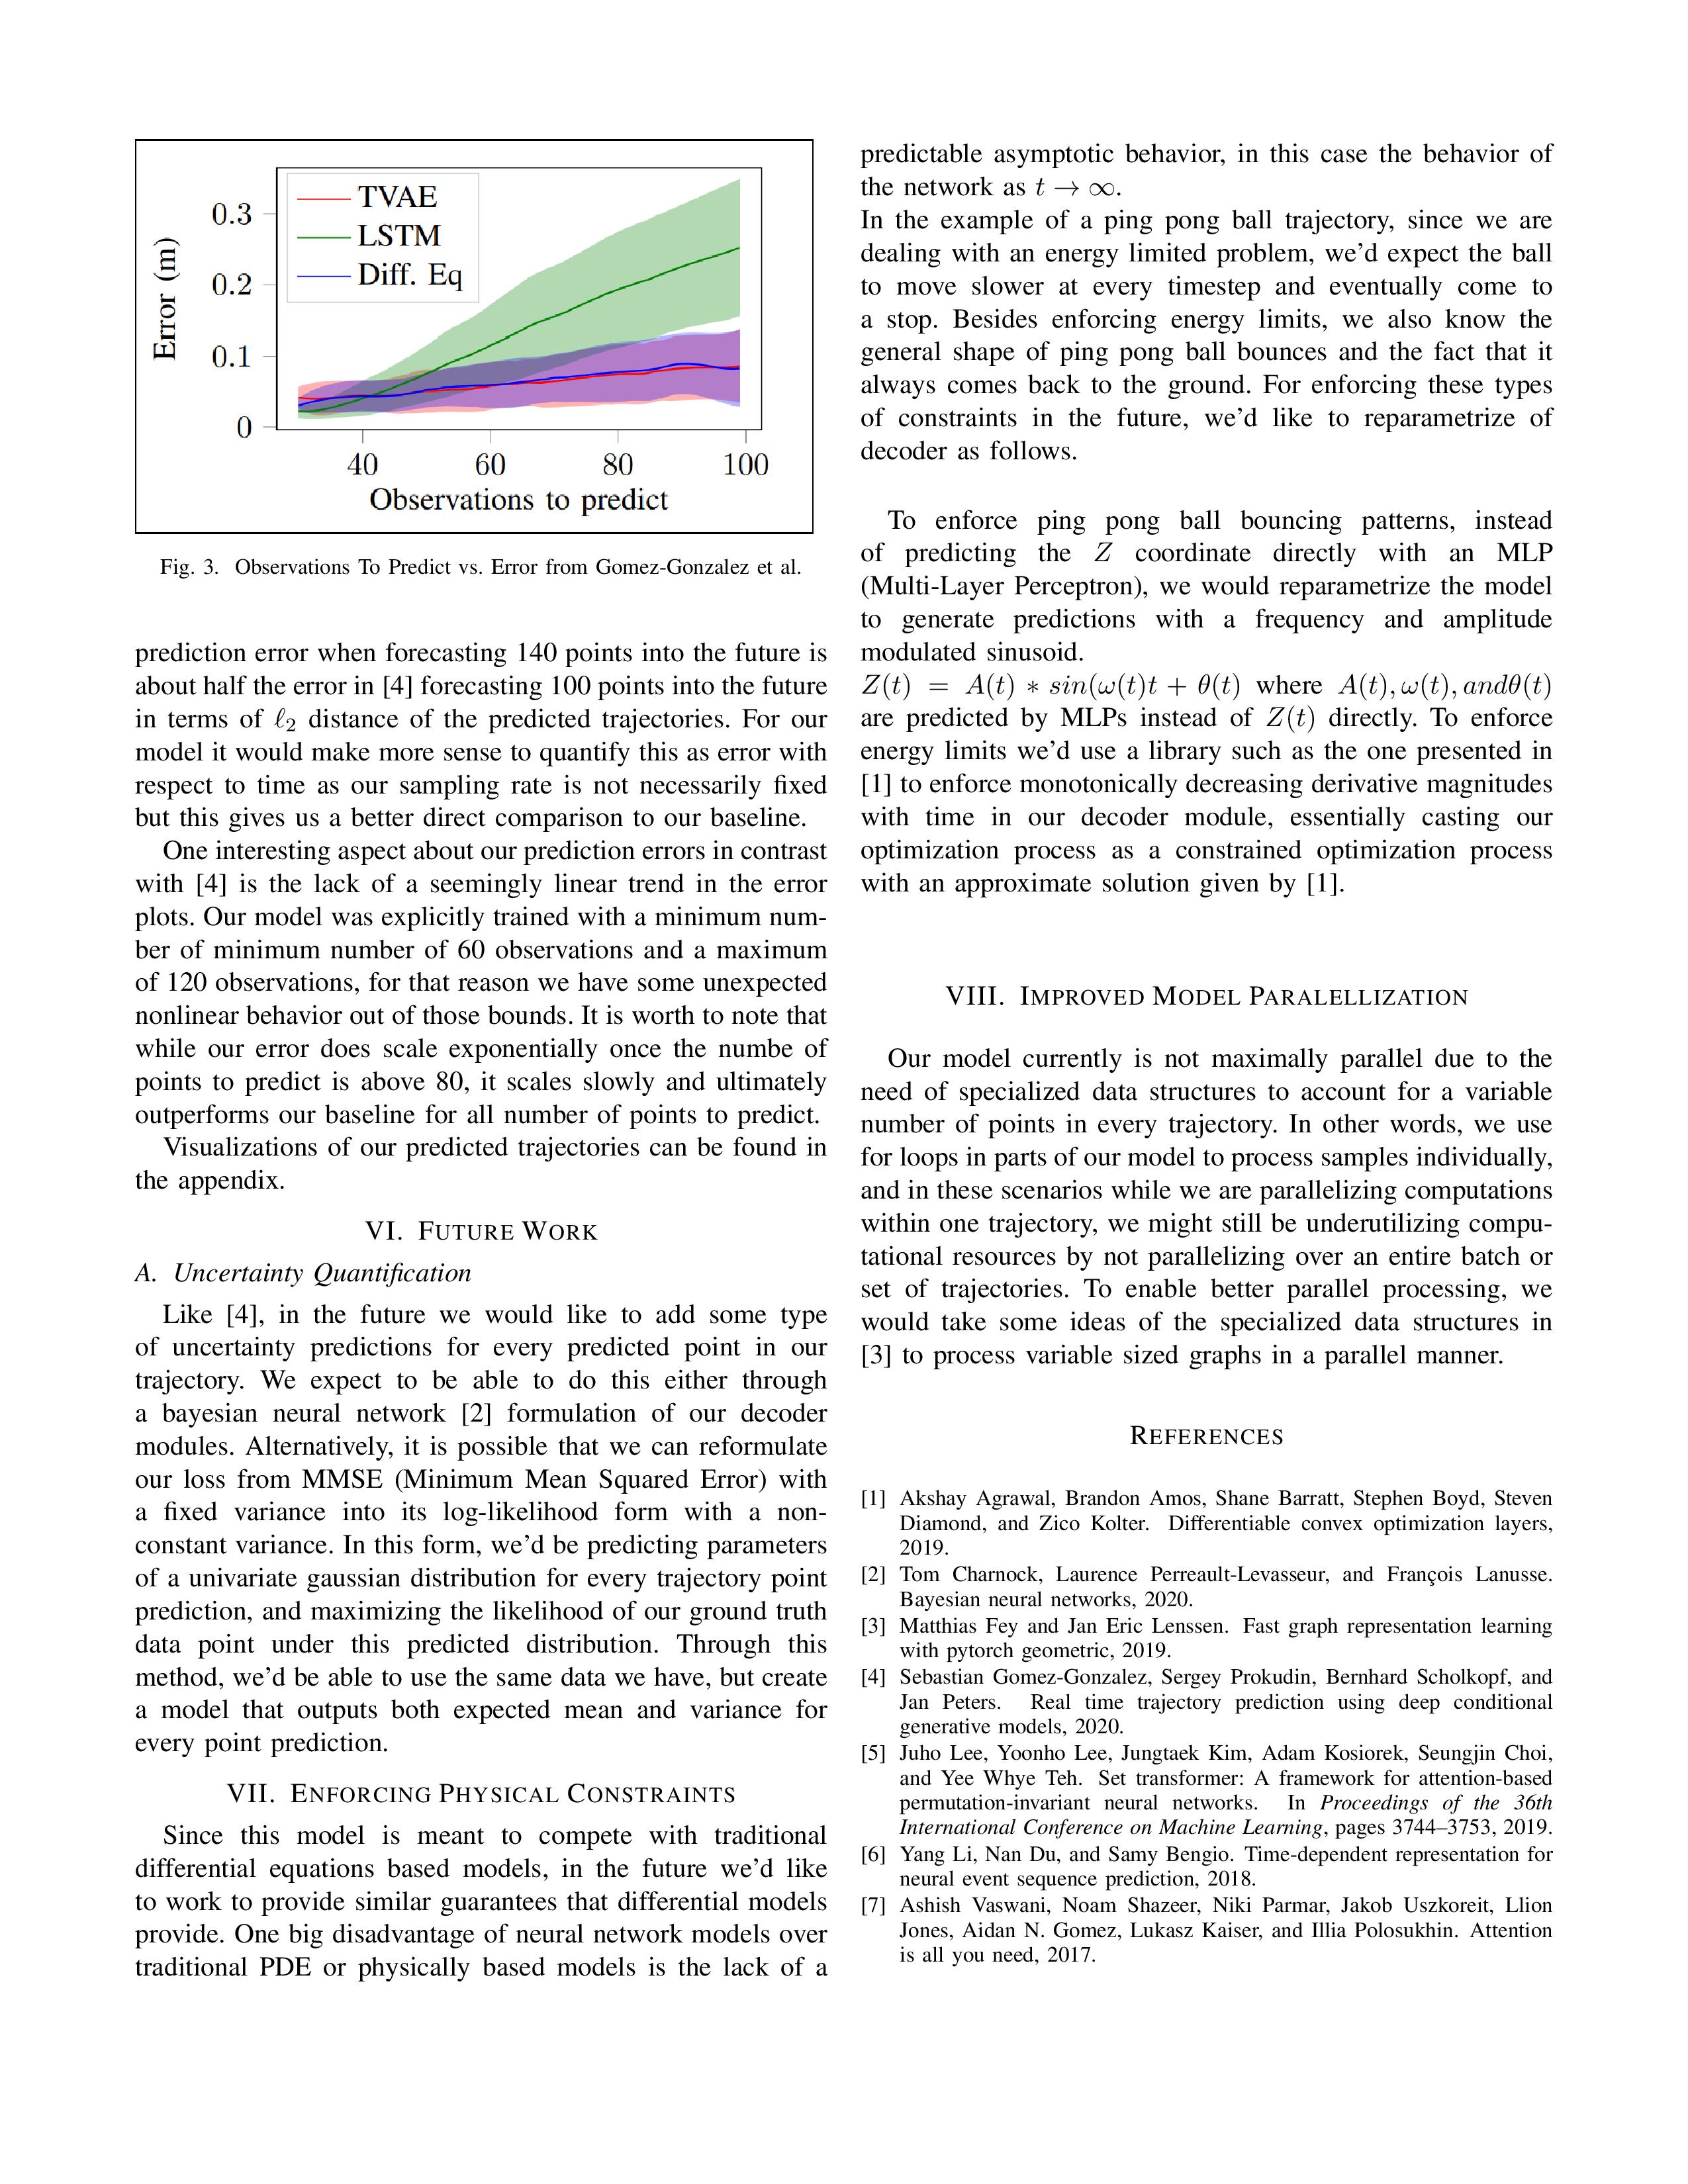 TVAE
LSTM
Diff. Eq
0.3
0.2
0.1
0
Error (m)
40 60 80 100
Observations to predict
Fig. 3. Observations To Predict vs. Error from Gomez-Gonzalez et al.
prediction error when forecasting 140 points into the future is
about half the error in [4] forecasting 100 points into the future
in terms of ℓ2 distance of the predicted trajectories. For our
model it would make more sense to quantify this as error with
respect to time as our sampling rate is not necessarily fixed
but this gives us a better direct comparison to our baseline.
One interesting aspect about our prediction errors in contrast
with [4] is the lack of a seemingly linear trend in the error
plots. Our model was explicitly trained with a minimum num-
ber of minimum number of 60 observations and a maximum
of 120 observations, for that reason we have some unexpected
nonlinear behavior out of those bounds. It is worth to note that
while our error does scale exponentially once the numbe of
points to predict is above 80, it scales slowly and ultimately
outperforms our baseline for all number of points to predict.
Visualizations of our predicted trajectories can be found in
the appendix.
VI. FUTURE WORK
A. Uncertainty Quantification
Like [4], in the future we would like to add some type
of uncertainty predictions for every predicted point in our
trajectory. We expect to be able to do this either through
a bayesian neural network [2] formulation of our decoder
modules. Alternatively, it is possible that we can reformulate
our loss from MMSE (Minimum Mean Squared Error) with
a fixed variance into its log-likelihood form with a non-
constant variance. In this form, we'd be predicting parameters
of a univariate gaussian distribution for every trajectory point
prediction, and maximizing the likelihood of our ground truth
data point under this predicted distribution. Through this
method, we'd be able to use the same data we have, but create
a model that outputs both expected mean and variance for
every point prediction.
VII. ENFORCING PHYSICAL CONSTRAINTS
Since this model is meant to compete with traditional
differential equations based models, in the future we'd like
to work to provide similar guarantees that differential models
provide. One big disadvantage of neural network models over
traditional PDE or physically based models is the lack of a
predictable asymptotic behavior, in this case the behavior of
the network as t → ∞.
In the example of a ping pong ball trajectory, since we are
dealing with an energy limited problem, we'd expect the ball
to move slower at every timestep and eventually come to
a stop. Besides enforcing energy limits, we also know the
general shape of ping pong ball bounces and the fact that it
always comes back to the ground. For enforcing these types
of constraints in the future, we'd like to reparametrize of
decoder as follows.
To enforce ping pong ball bouncing patterns, instead
of predicting the Z coordinate directly with an MLP
(Multi-Layer Perceptron), we would reparametrize the model
to generate predictions with a frequency and amplitude
modulated sinusoid.
Z(t) = A(t) ∗ sin(ω(t)t + θ(t) where A(t), ω(t), andθ(t)
are predicted by MLPs instead of Z(t) directly. To enforce
energy limits we'd use a library such as the one presented in
[1] to enforce monotonically decreasing derivative magnitudes
with time in our decoder module, essentially casting our
optimization process as a constrained optimization process
with an approximate solution given by [1].
VIII. IMPROVED MODEL PARALELLIZATION
Our model currently is not maximally parallel due to the
need of specialized data structures to account for a variable
number of points in every trajectory. In other words, we use
for loops in parts of our model to process samples individually,
and in these scenarios while we are parallelizing computations
within one trajectory, we might still be underutilizing compu-
tational resources by not parallelizing over an entire batch or
set of trajectories. To enable better parallel processing, we
would take some ideas of the specialized data structures in
[3] to process variable sized graphs in a parallel manner.
REFERENCES
[1] Akshay Agrawal, Brandon Amos, Shane Barratt, Stephen Boyd, Steven
Diamond, and Zico Kolter. Differentiable convex optimization layers,
2019.
[2] Tom Charnock, Laurence Perreault-Levasseur, and François Lanusse.
Bayesian neural networks, 2020.
[3] Matthias Fey and Jan Eric Lenssen. Fast graph representation learning
with pytorch geometric, 2019.
[4] Sebastian Gomez-Gonzalez, Sergey Prokudin, Bernhard Scholkopf, and
Jan Peters. Real time trajectory prediction using deep conditional
generative models, 2020.
[5] Juho Lee, Yoonho Lee, Jungtaek Kim, Adam Kosiorek, Seungjin Choi,
and Yee Whye Teh. Set transformer: A framework for attention-based
permutation-invariant neural networks. In Proceedings of the 36th
International Conference on Machine Learning, pages 3744–3753, 2019.
[6] Yang Li, Nan Du, and Samy Bengio. Time-dependent representation for
neural event sequence prediction, 2018.
[7] Ashish Vaswani, Noam Shazeer, Niki Parmar, Jakob Uszkoreit, Llion
Jones, Aidan N. Gomez, Lukasz Kaiser, and Illia Polosukhin. Attention
is all you need, 2017.